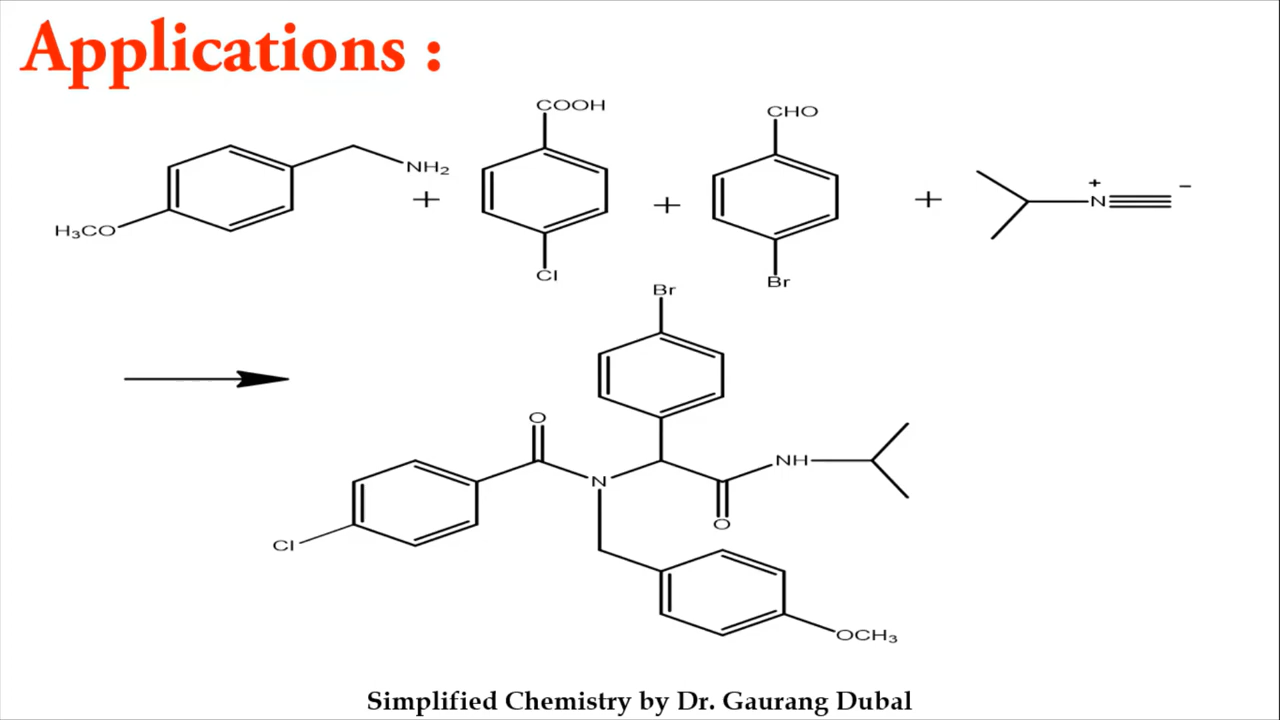 Applications :
COOH
CHO
NH₂
+
+
+
N
+
−
H₃CO
Cl
Br
Br
O
N
NH
O
Cl
OCH₃
Simplified Chemistry by Dr. Gaurang Dubal